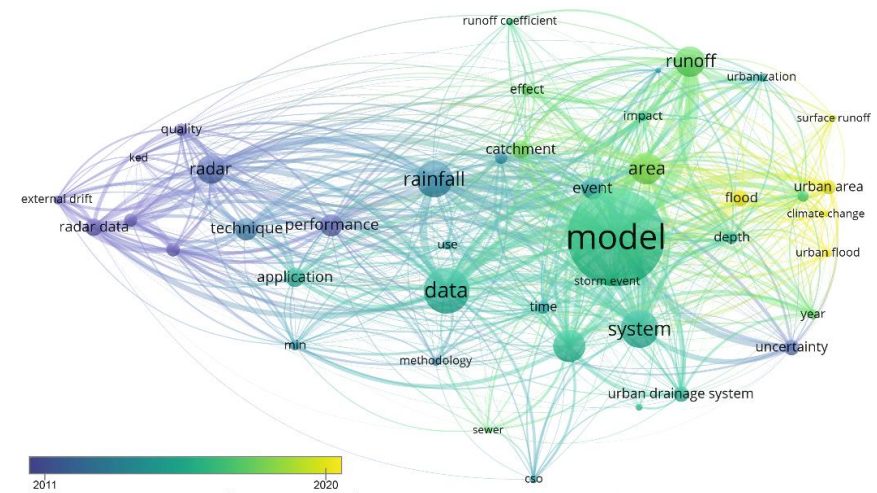 runoff coefficient
runoff
urbanization
effect
impact
surface runoff
quality
ked
catchment
radar
rainfall
event
area
external drift
flood
urban area
radar data
technique
performance
model
climate change
use
depth
urban flood
application
data
storm event
time
year
min
methodology
system
uncertainty
urban drainage system
sewer
cso
2011
2020